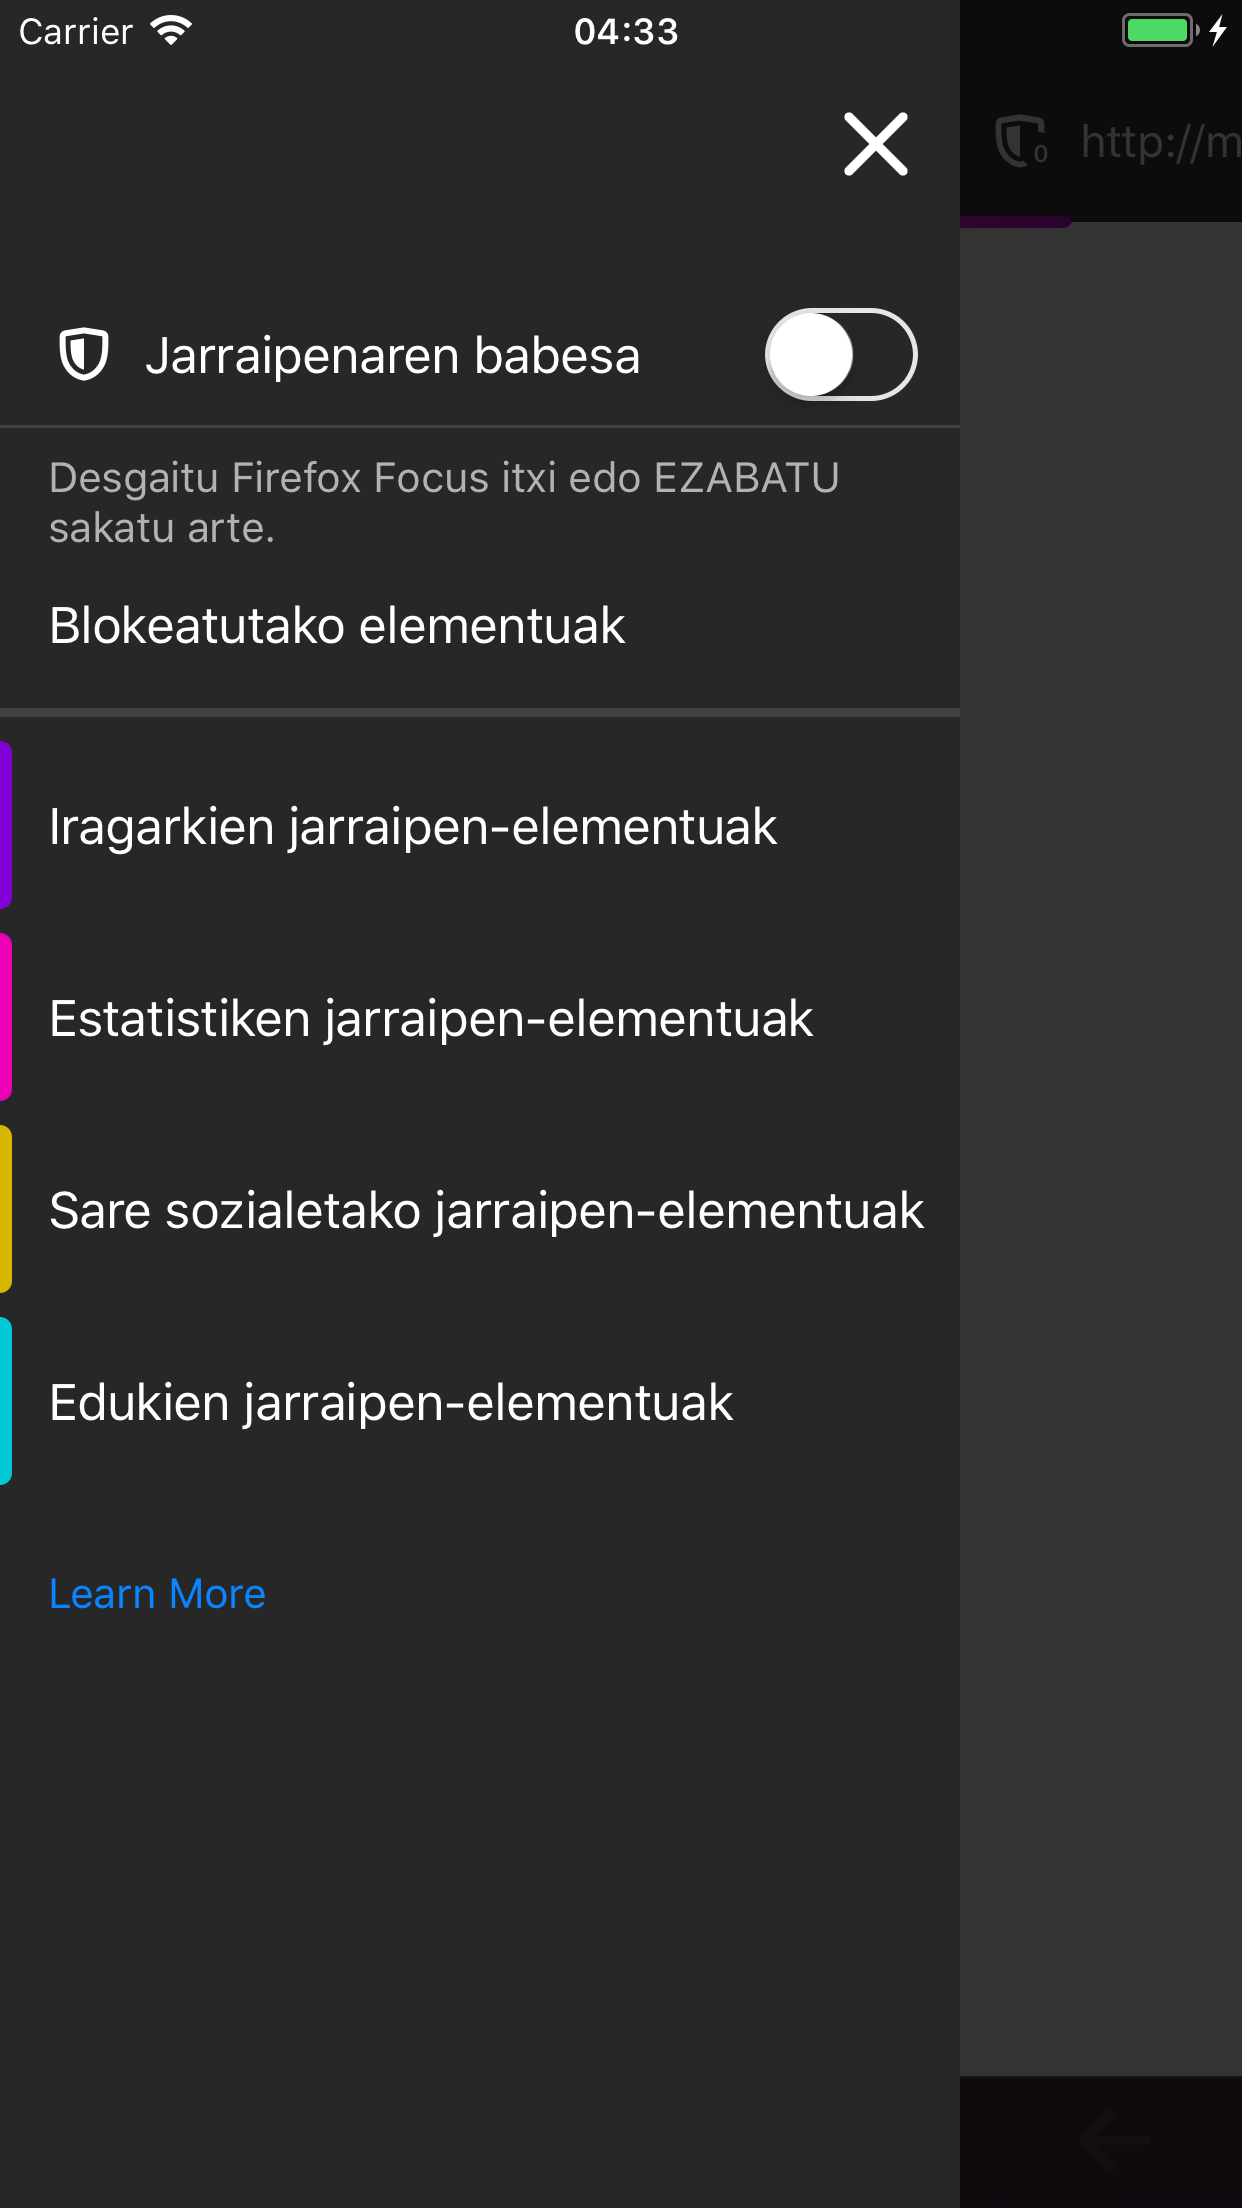 Carrier 04:33
0 http://m
Jarraipenaren babesa
Desgaitu Firefox Focus itxi edo EZABATU
sakatu arte.
Blokeatutako elementuak
Iragarkien jarraipen-elementuak
Estatistiken jarraipen-elementuak
Sare sozialetako jarraipen-elementuak
Edukien jarraipen-elementuak
Learn More